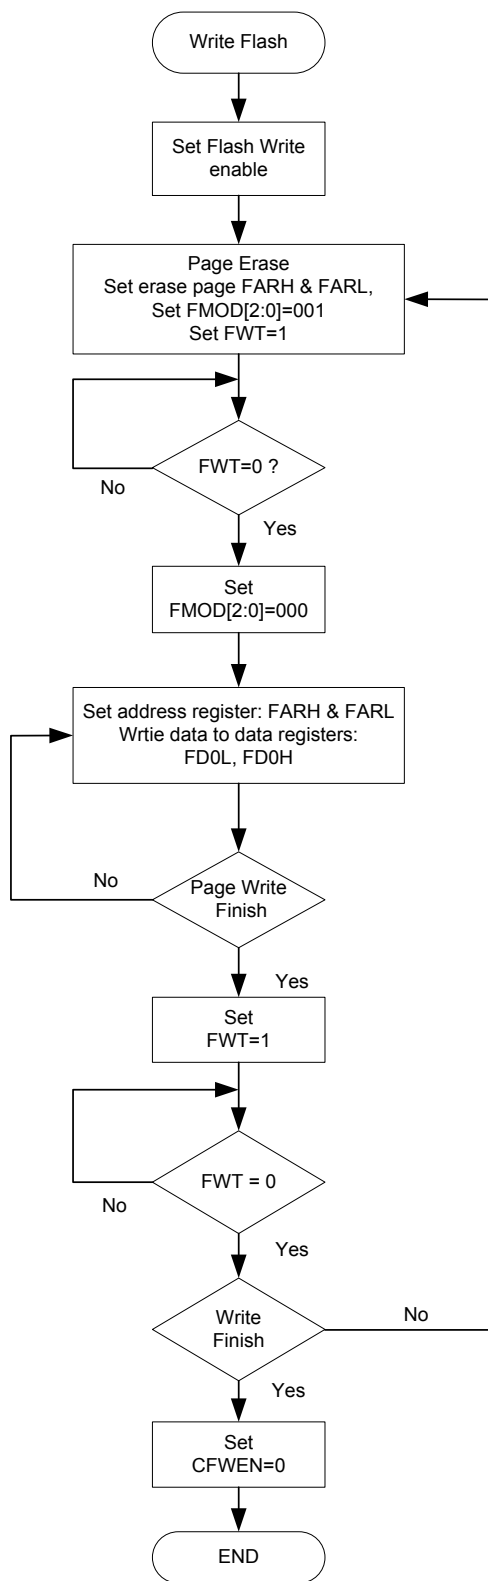 Write Flash
Set Flash Write
enable
Page Erase
Set erase page FARH & FARL,
Set FMOD[2:0]=001
Set FWT=1
FWT=0 ?
No
Yes
Set
FMOD[2:0]=000
Set address register: FARH & FARL
Wrtie data to data registers:
FD0L, FD0H
No
Page Write
Finish
Yes
Set
FWT=1
FWT = 0
No
Yes
Write
Finish
No
Yes
Set
CFWEN=0
END